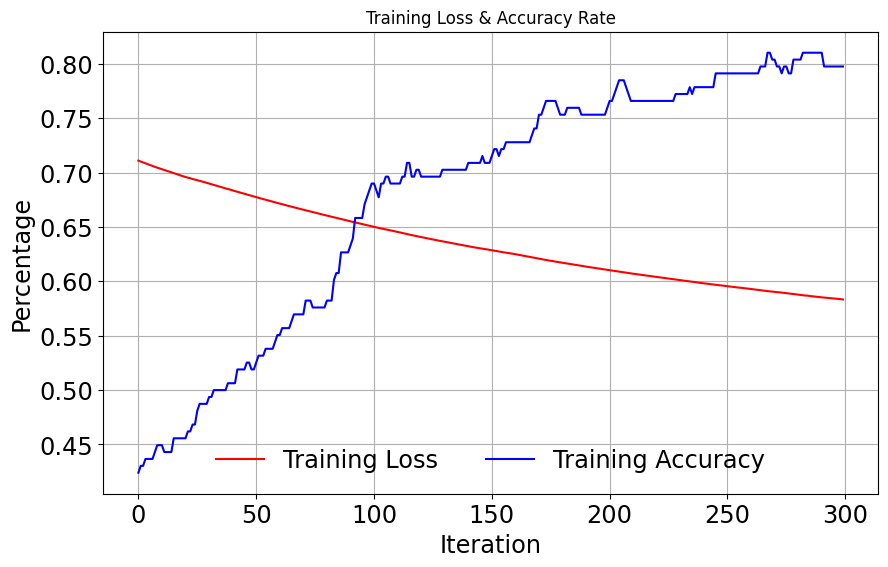 Training Loss & Accuracy Rate
0.80
0.75
0.70
0.65
0.60
0.55
0.50
0.45
Percentage
Training Loss Training Accuracy
0 50 100 150 200 250 300
Iteration